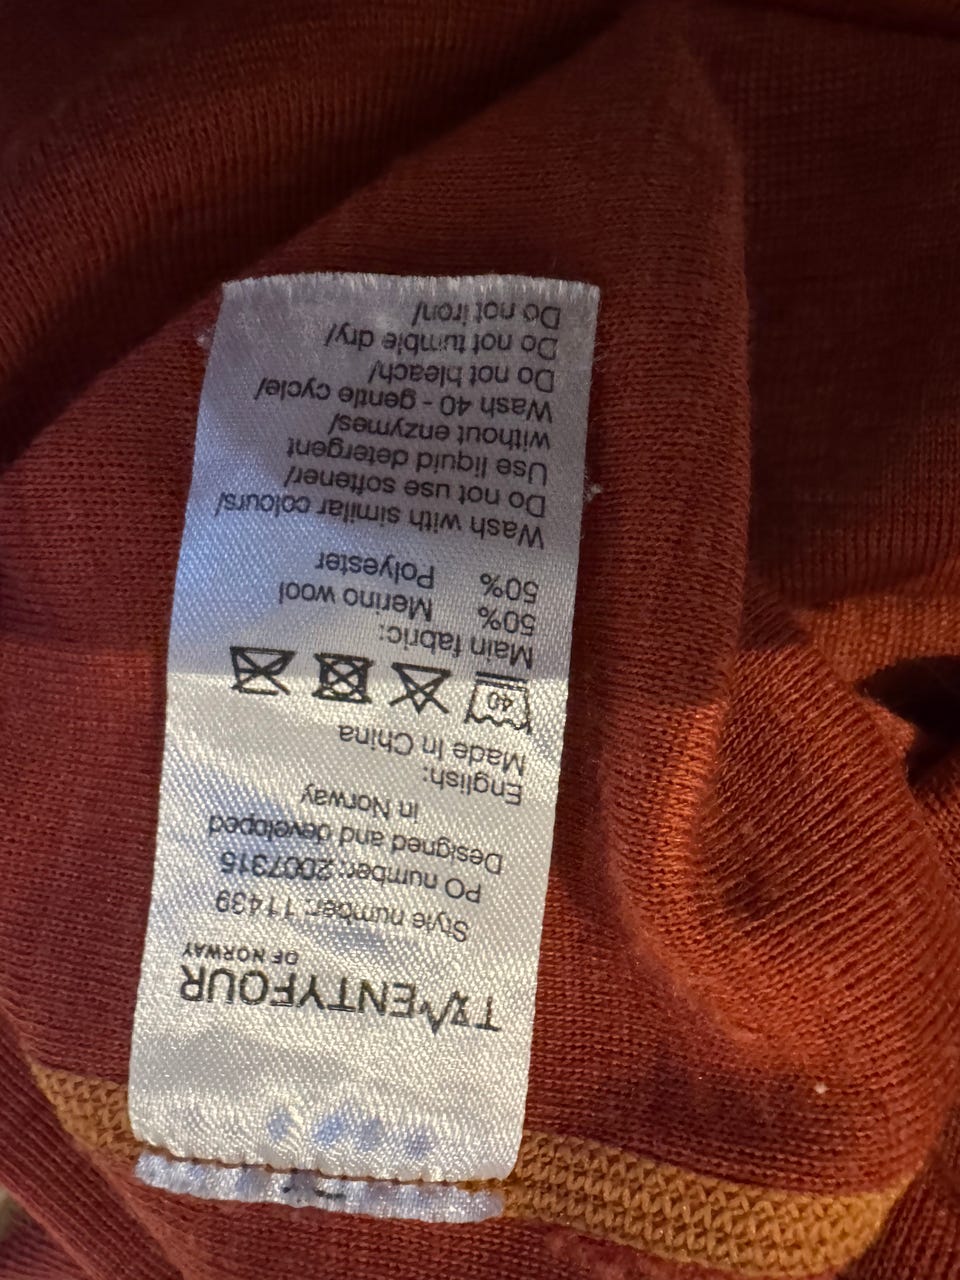 TWENTYFOUR
OF NORWAY
Style number: 11439
PO number: 2007315
Designed and developed
in Norway
English:
Made In China
40
Main fabric:
50% Merino wool
50% Polyester
Wash with similar colours/
Do not use softener/
Use liquid detergent
without enzymes/
Wash 40 - gentle cycle/
Do not bleach/
Do not tumble dry/
Do not iron/